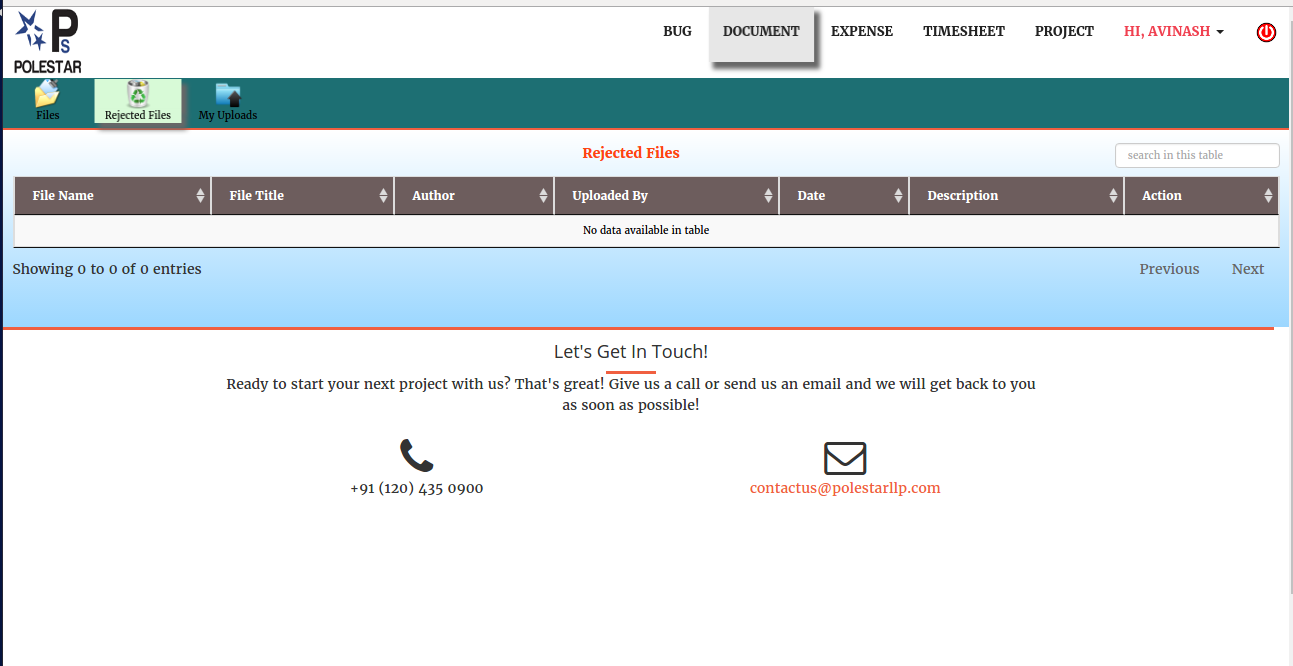 PS
POLESTAR
BUG DOCUMENT EXPENSE TIMESHEET PROJECT HI, AVINASH
Files Rejected Files My Uploads
Rejected Files
search in this table
File Name File Title Author Uploaded By Date Description Action
No data available in table
Showing 0 to 0 of 0 entries
Previous Next
Let's Get In Touch!
Ready to start your next project with us? That's great! Give us a call or send us an email and we will get back to you
as soon as possible!
+91 (120) 435 0900 contactus@polestarllp.com